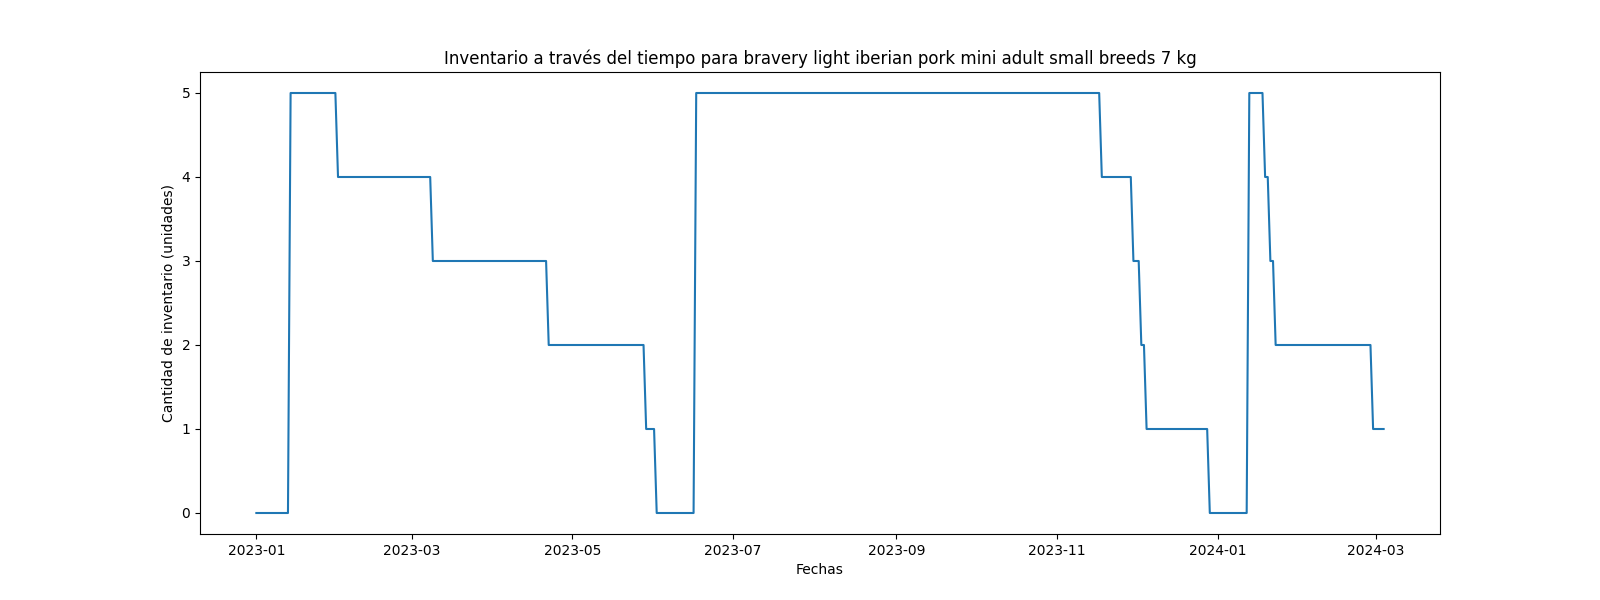 Inventario a través del tiempo para bravery light iberian pork mini adult small breeds 7 kg
Cantidad de inventario (unidades)
5
4
3
2
1
0
2023-01 2023-03 2023-05 2023-07 2023-09 2023-11 2024-01 2024-03
Fechas